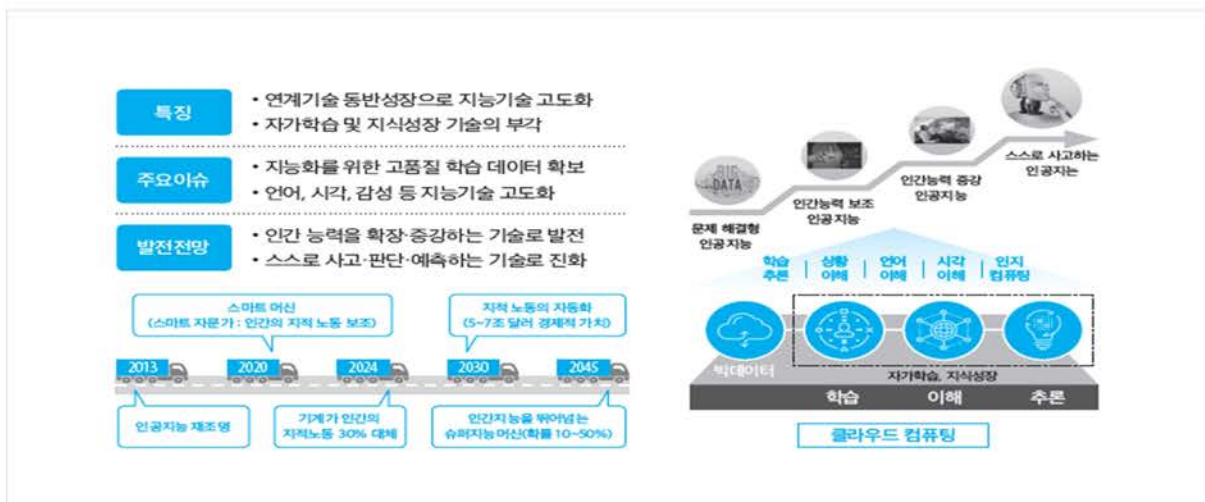 특징
• 연계기술 동반성장으로 지능기술 고도화
• 자가학습 및 지식성장 기술의 부각
주요이슈
• 지능화를 위한 고품질 학습 데이터 확보
• 언어, 시각, 감성 등 지능기술 고도화
발전전망
• 인간 능력을 확장·증강하는 기술로 발전
• 스스로 사고·판단·예측하는 기술로 진화
스마트 머신
(스마트 자문가 : 인간의 지적 노동 보조)
지적 노동의 자동화
(5~7조 달러 경제적 가치)
2013
2020
2024
2030
2045
인공지능 재조명
기계가 인간의
지적노동 30% 대체
인간지능을 뛰어넘는
슈퍼지능머신(확률 10~50%)
BIG
DATA
문제 해결형
인공지능
인간능력 보조
인공지능
인간능력 증강
인공지능
스스로 사고하는
인공지능
학습
추론
상황
이해
언어
이해
시각
이해
인지
컴퓨팅
빅데이터
자가학습, 지식성장
학습
이해
추론
클라우드 컴퓨팅